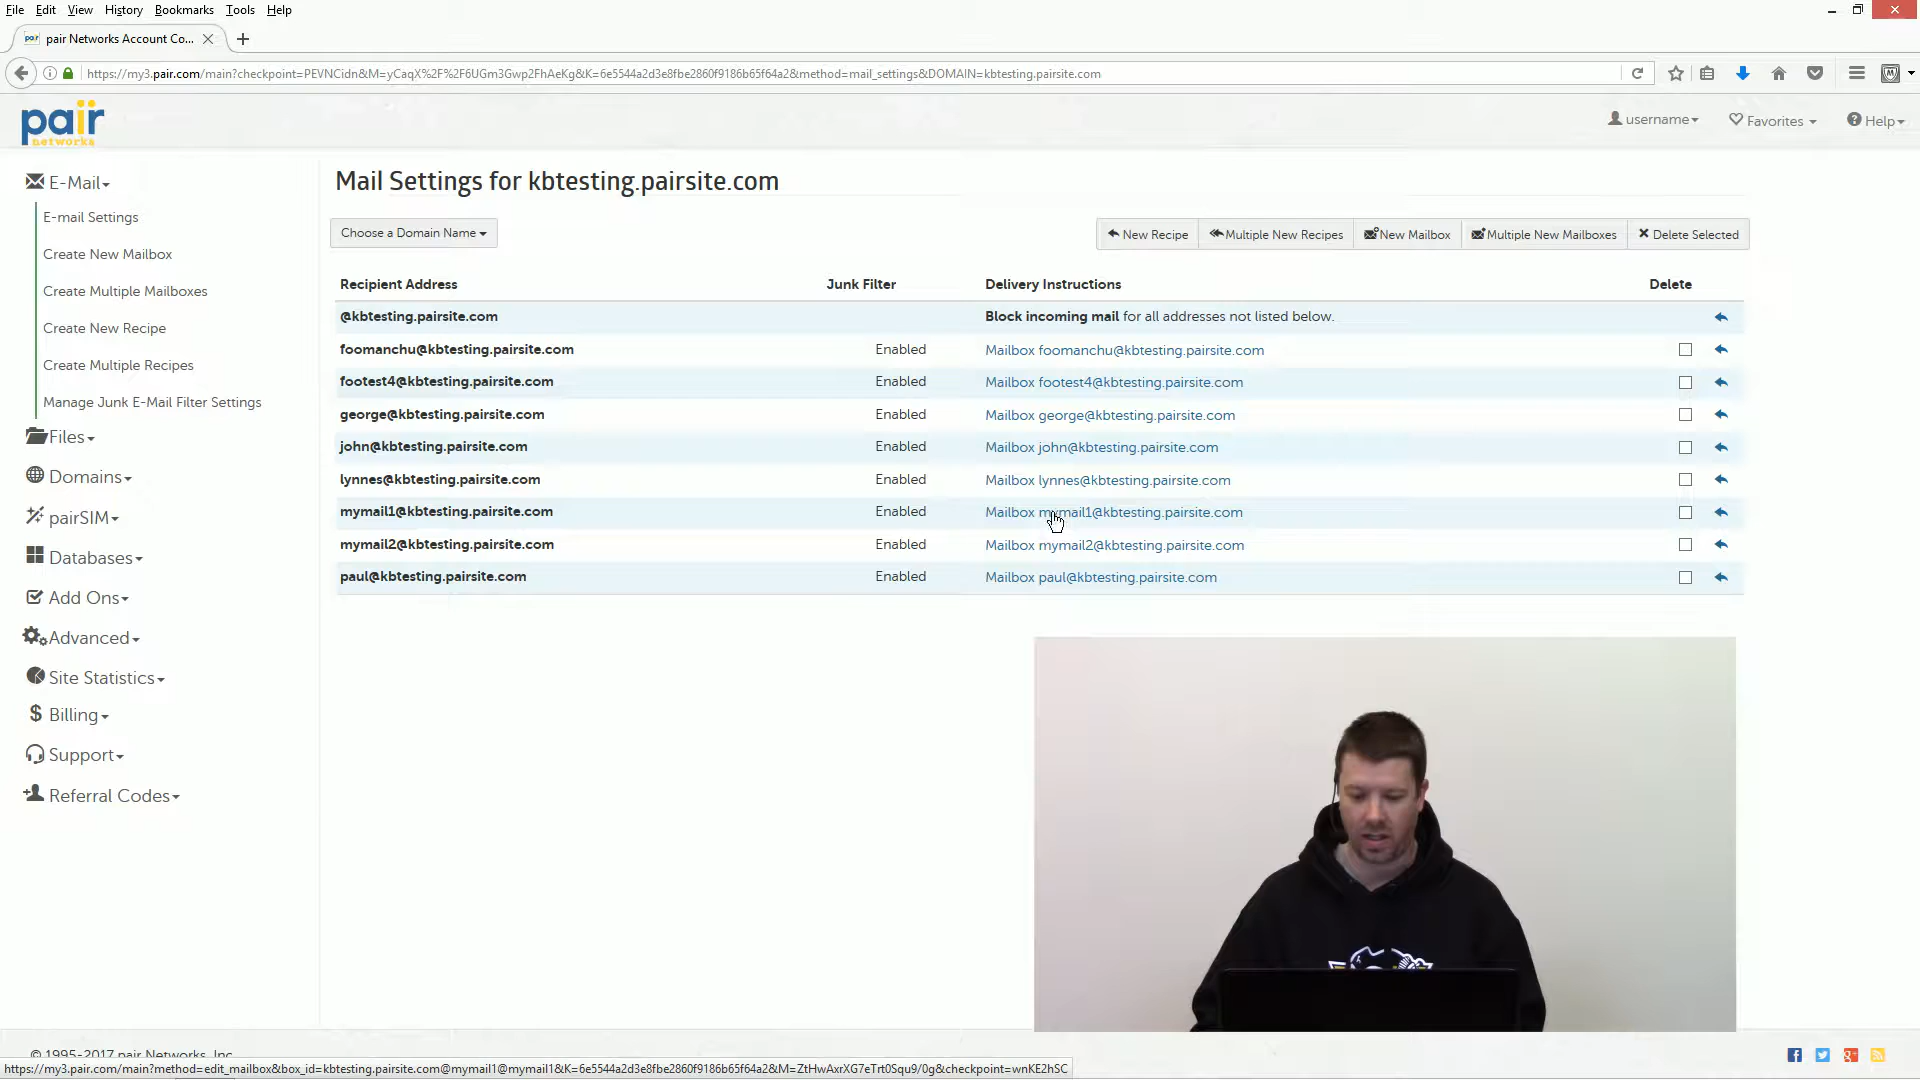 File Edit View History Bookmarks Tools Help
pair Networks Account Co...
https://my3.pair.com/main?checkpoint=PEVNCidn&M=yCaqX%2F%2F6UGm3Gwp2FhAeKg&K=6e5544a2d3e8fbe2860f9186b65f64a2&method=mail_settings&DOMAIN=kbtesting.pairsite.com
pair
networks
username
Favorites
Help
E-Mail
E-mail Settings
Create New Mailbox
Create Multiple Mailboxes
Create New Recipe
Create Multiple Recipes
Manage Junk E-Mail Filter Settings
Files
Domains
pairSIM
Databases
Add Ons
Advanced
Site Statistics
Billing
Support
Referral Codes
Mail Settings for kbtesting.pairsite.com
Choose a Domain Name
New Recipe
Multiple New Recipes
New Mailbox
Multiple New Mailboxes
Delete Selected
Recipient Address Junk Filter Delivery Instructions Delete
@kbtesting.pairsite.com Block incoming mail for all addresses not listed below.
foomanchu@kbtesting.pairsite.com Enabled Mailbox foomanchu@kbtesting.pairsite.com
footest4@kbtesting.pairsite.com Enabled Mailbox footest4@kbtesting.pairsite.com
george@kbtesting.pairsite.com Enabled Mailbox george@kbtesting.pairsite.com
john@kbtesting.pairsite.com Enabled Mailbox john@kbtesting.pairsite.com
lynnes@kbtesting.pairsite.com Enabled Mailbox lynnes@kbtesting.pairsite.com
mymail1@kbtesting.pairsite.com Enabled Mailbox mymail1@kbtesting.pairsite.com
mymail2@kbtesting.pairsite.com Enabled Mailbox mymail2@kbtesting.pairsite.com
paul@kbtesting.pairsite.com Enabled Mailbox paul@kbtesting.pairsite.com
© 1995-2017 pair Networks, Inc.
https://my3.pair.com/main?method=edit_mailbox&box_id=kbtesting.pairsite.com@mymail1@mymail1&K=6e5544a2d3e8fbe2860f9186b65f64a2&M=ZtHwAxrXG7eTrt0Squ9/0g&checkpoint=wnKE2hSC